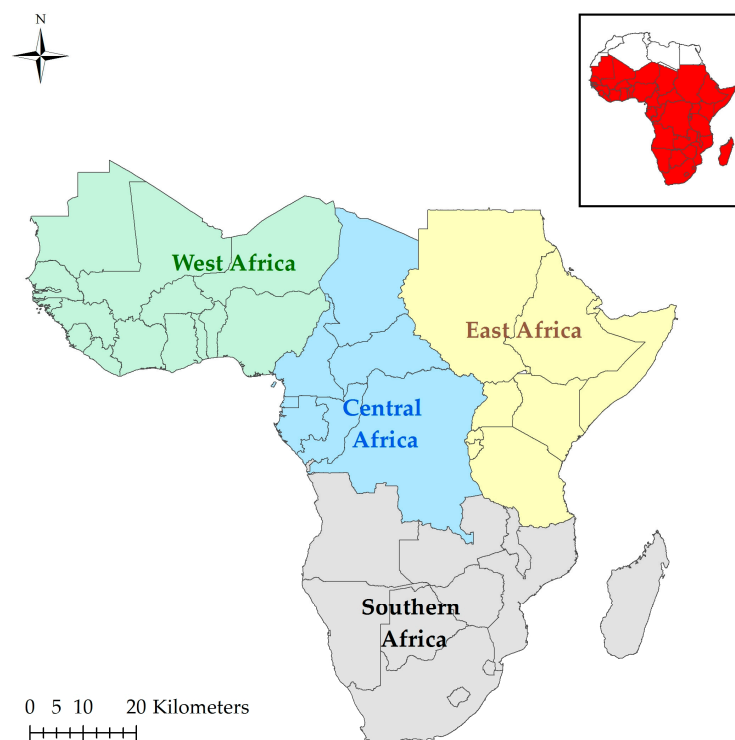 N
West Africa
East Africa
Central
Africa
Southern
Africa
0 5 10 20 Kilometers